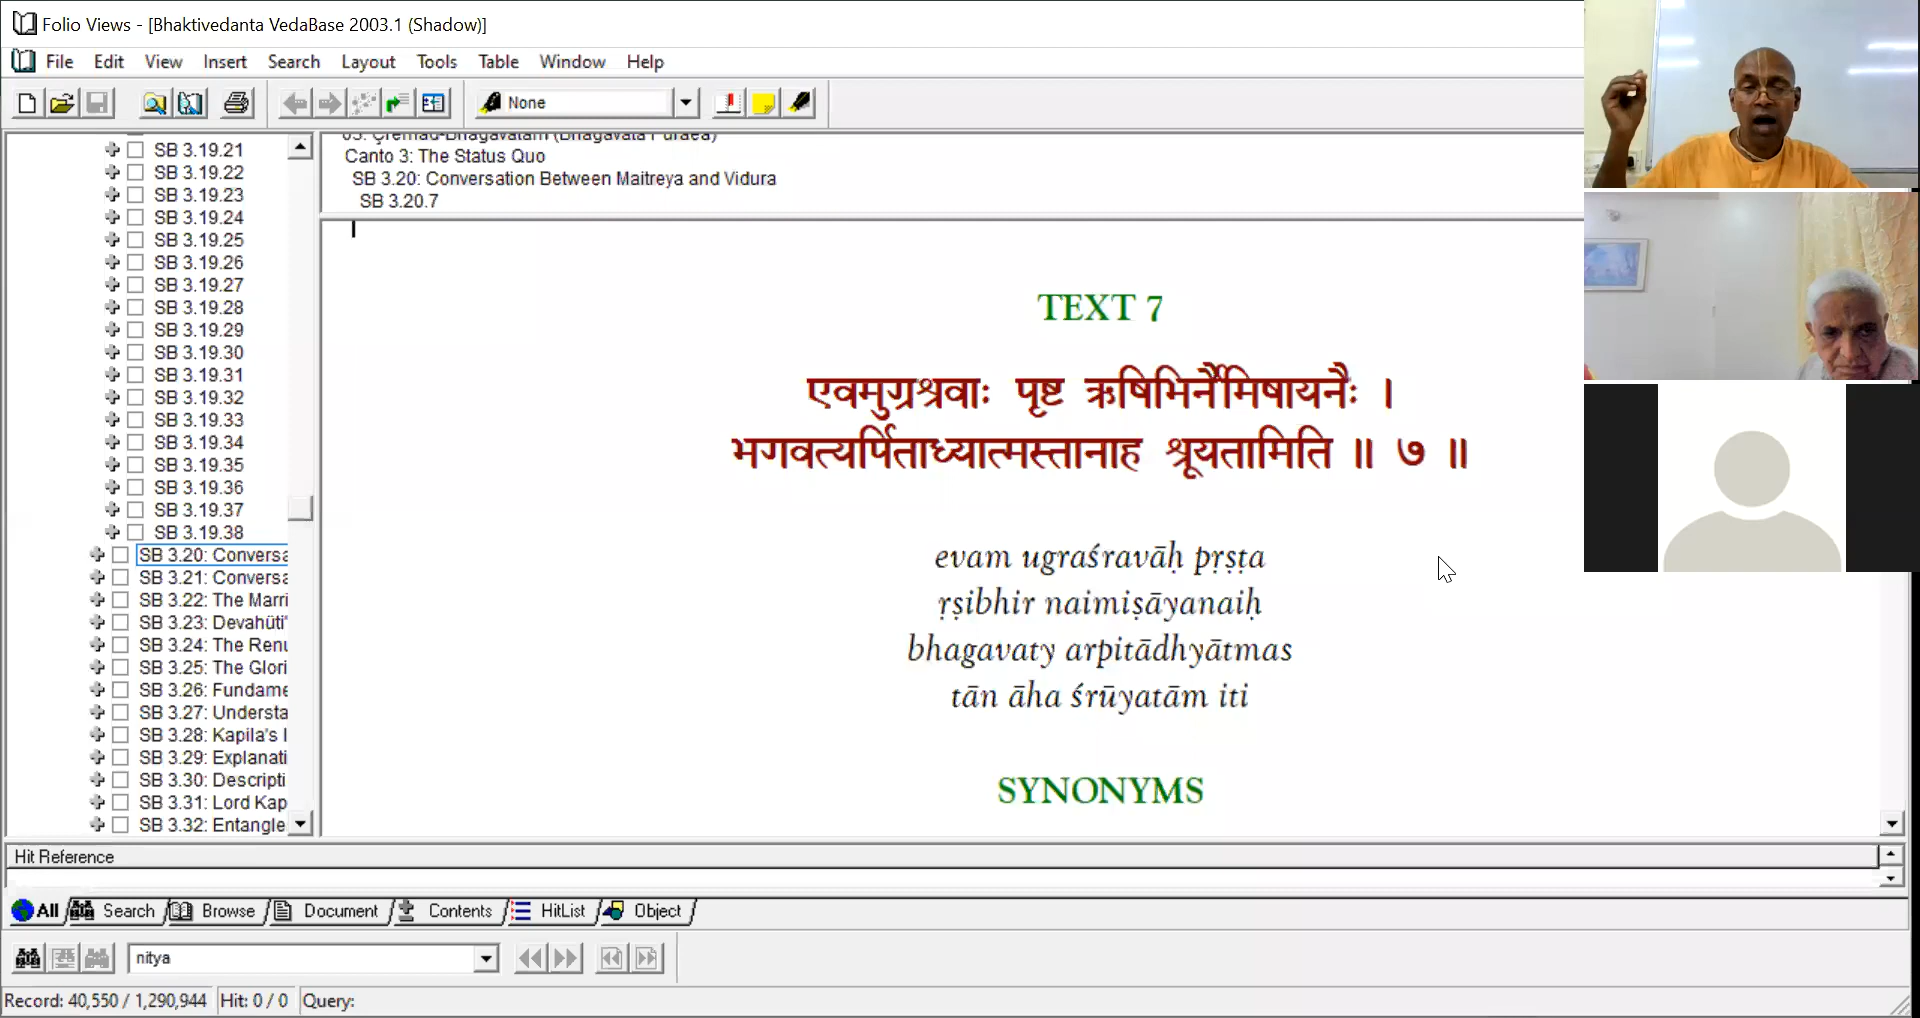 Folio Views - [Bhaktivedanta VedaBase 2003.1 (Shadow)]
File Edit View Insert Search Layout Tools Table Window Help
None
SB 3.19.21
SB 3.19.22
SB 3.19.23
SB 3.19.24
SB 3.19.25
SB 3.19.26
SB 3.19.27
SB 3.19.28
SB 3.19.29
SB 3.19.30
SB 3.19.31
SB 3.19.32
SB 3.19.33
SB 3.19.34
SB 3.19.35
SB 3.19.36
SB 3.19.37
SB 3.19.38
SB 3.20: Conversa
SB 3.21: Conversa
SB 3.22: The Marri
SB 3.23: Devahüti'
SB 3.24: The Renu
SB 3.25: The Glori
SB 3.26: Fundame
SB 3.27: Understa
SB 3.28: Kapila's I
SB 3.29: Explanati
SB 3.30: Descripti
SB 3.31: Lord Kap
SB 3.32: Entangle
03: Çrémad-Bhägavatam (Bhägavata
Canto 3: The Status Quo
SB 3.20: Conversation Between Maitreya and Vidura
SB 3.20.7
TEXT 7
एवमुग्रश्रवाः पृष्ट ऋषिभिर्नैमिषायनैः ।
भगवत्यर्पिताध्यात्मस्तानाह श्रूयतामिति ॥ ७ ॥
evam ugraśravāḥ pṛṣṭa
ṛṣibhir naimiṣāyanaiḥ
bhagavaty arpitādhyātmas
tān āha śrūyatām iti
SYNONYMS
Hit Reference
All Search Browse Document Contents HitList Object
nitya
Record: 40,550 / 1,290,944 Hit: 0 / 0 Query: